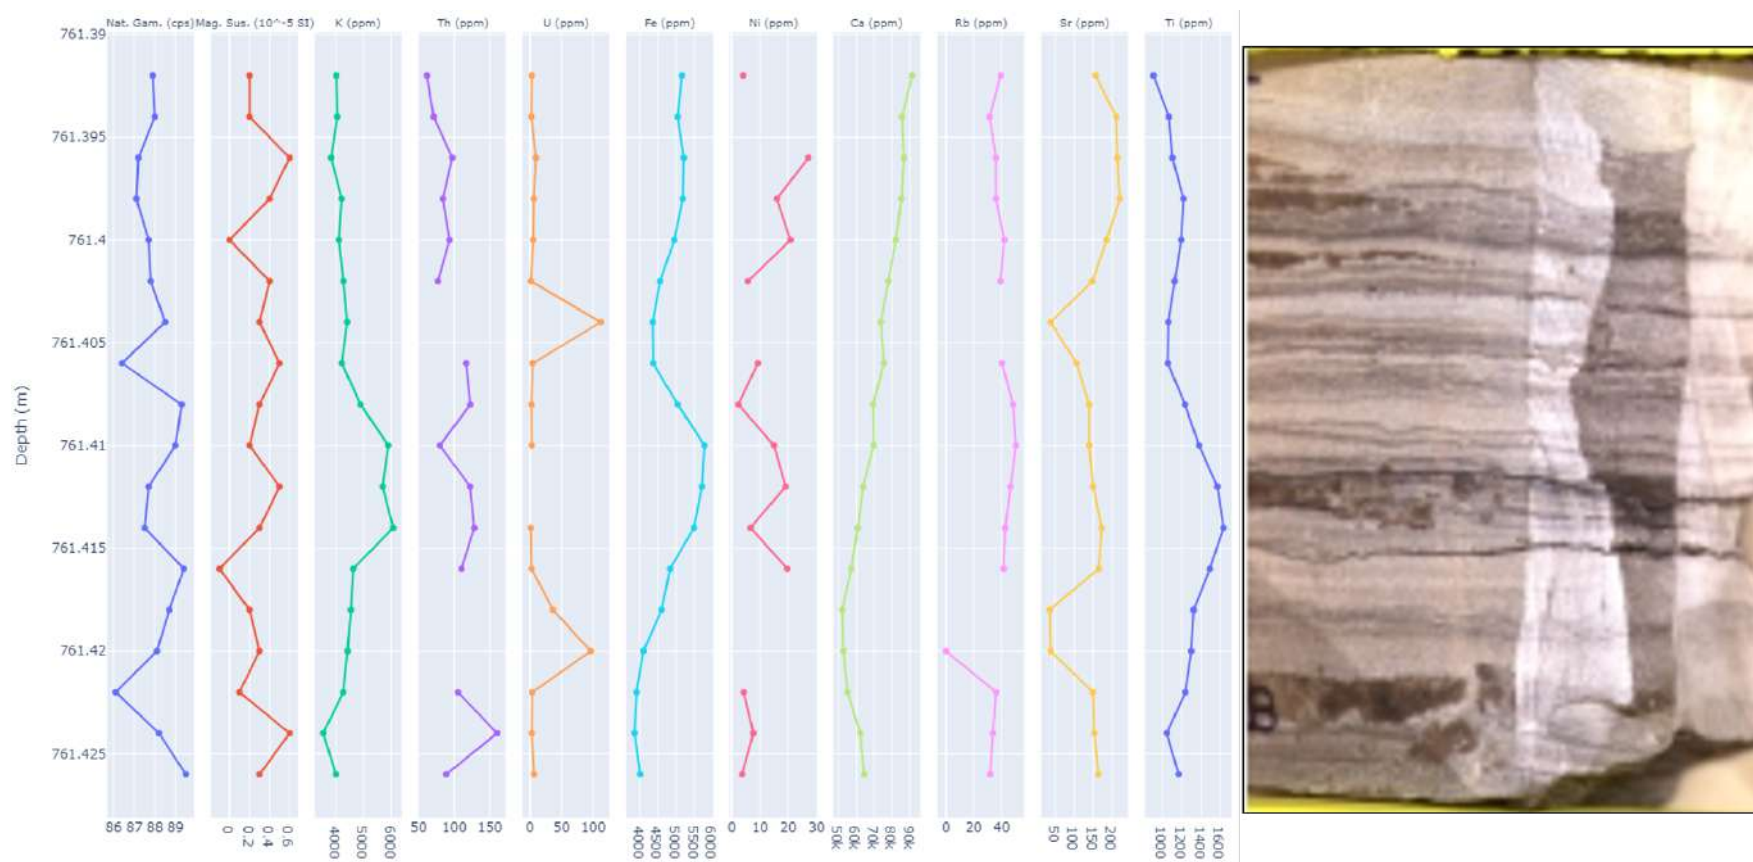 Nat. Gam. (cps) Mag. Sus. (10^-5 SI) K (ppm) Th (ppm) U (ppm) Fe (ppm) Ni (ppm) Ca (ppm) Rb (ppm) Sr (ppm) Ti (ppm)
761.39
761.395
761.4
761.405
761.41
761.415
761.42
761.425
Depth (m)
86 87 88 89 0 0.2 0.4 0.6 4000 5000 6000 50 100 150 0 50 100 4000 4500 5000 5500 6000 0 10 20 30 50k 60k 70k 80k 90k 0 20 40 50 100 150 200 1000 1200 1400 1600